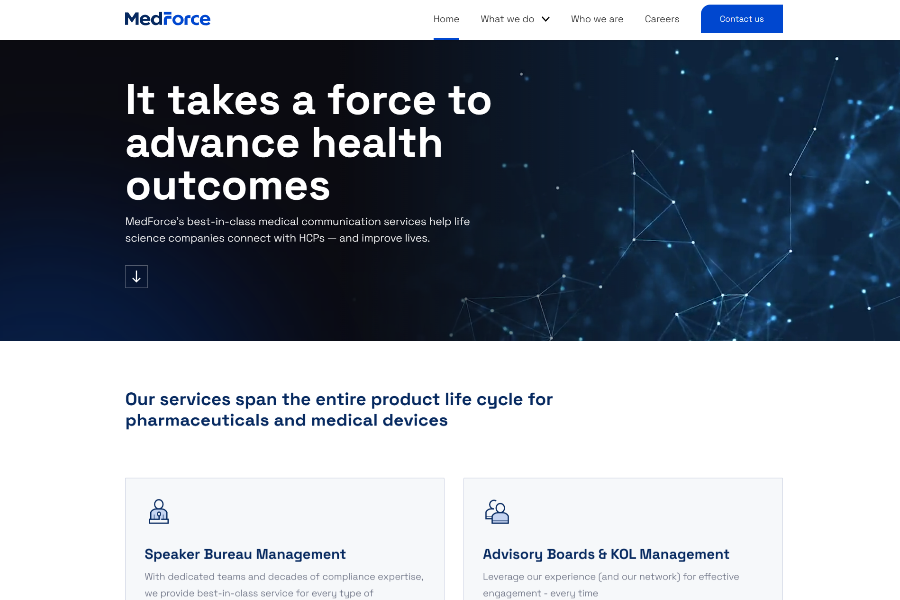 MedForce
Home What we do Who we are Careers Contact us
It takes a force to
advance health
outcomes
MedForce's best-in-class medical communication services help life
science companies connect with HCPs — and improve lives.
Our services span the entire product life cycle for
pharmaceuticals and medical devices
Speaker Bureau Management
With dedicated teams and decades of compliance expertise,
we provide best-in-class service for every type of
Advisory Boards & KOL Management
Leverage our experience (and our network) for effective
engagement - every time